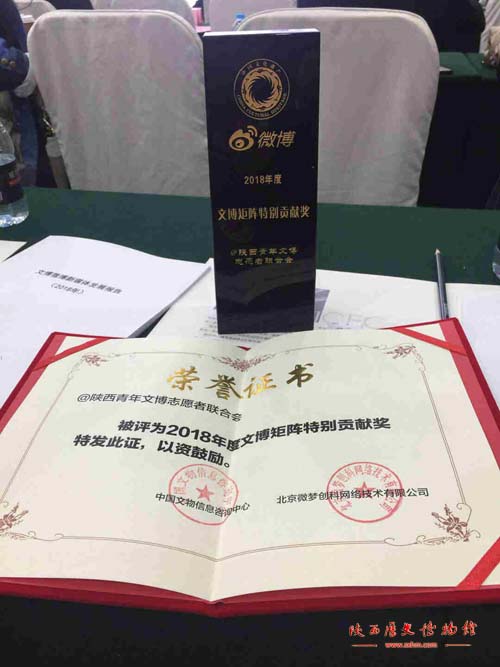 微博
2018年度
文博矩阵特别贡献奖
@陕西青年文博
志愿者联合会
文博微博新媒体发展报告
（2018年）
荣誉证书
@陕西青年文博志愿者联合会
被评为2018年度文博矩阵特别贡献奖
特发此证，以资鼓励。
中国文物信息咨询中心
北京微梦创科网络技术有限公司
陕西历史博物馆
www.sxhm.com